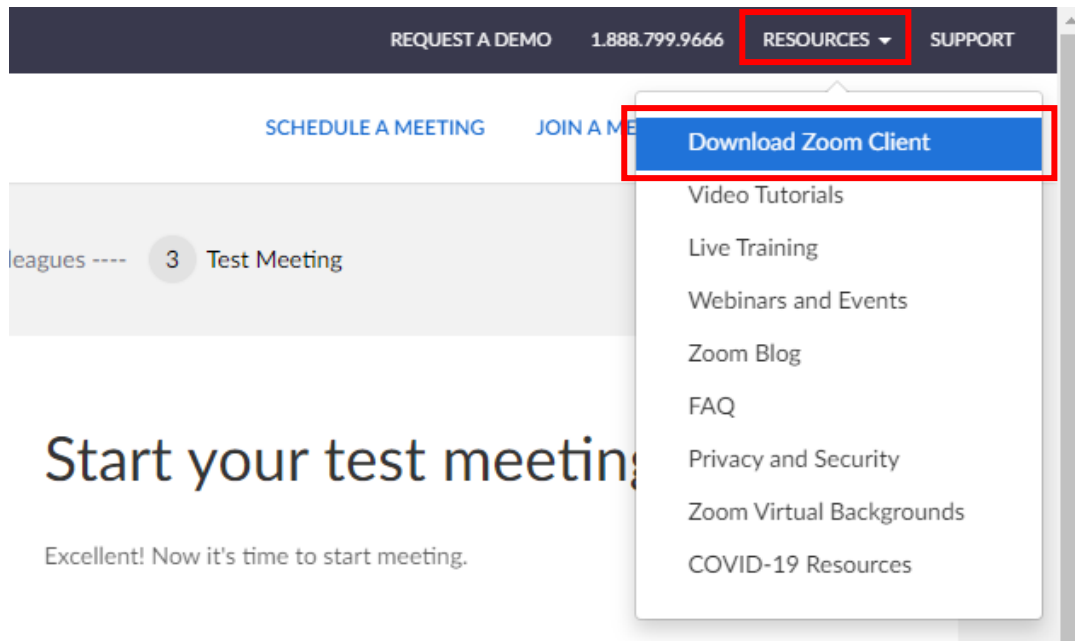 REQUEST A DEMO 1.888.799.9666 RESOURCES SUPPORT
SCHEDULE A MEETING JOIN A ME
Download Zoom Client
Video Tutorials
Live Training
Webinars and Events
Zoom Blog
FAQ
Privacy and Security
Zoom Virtual Backgrounds
COVID-19 Resources
leagues ---- 3 Test Meeting
Start your test meeting
Excellent! Now it's time to start meeting.